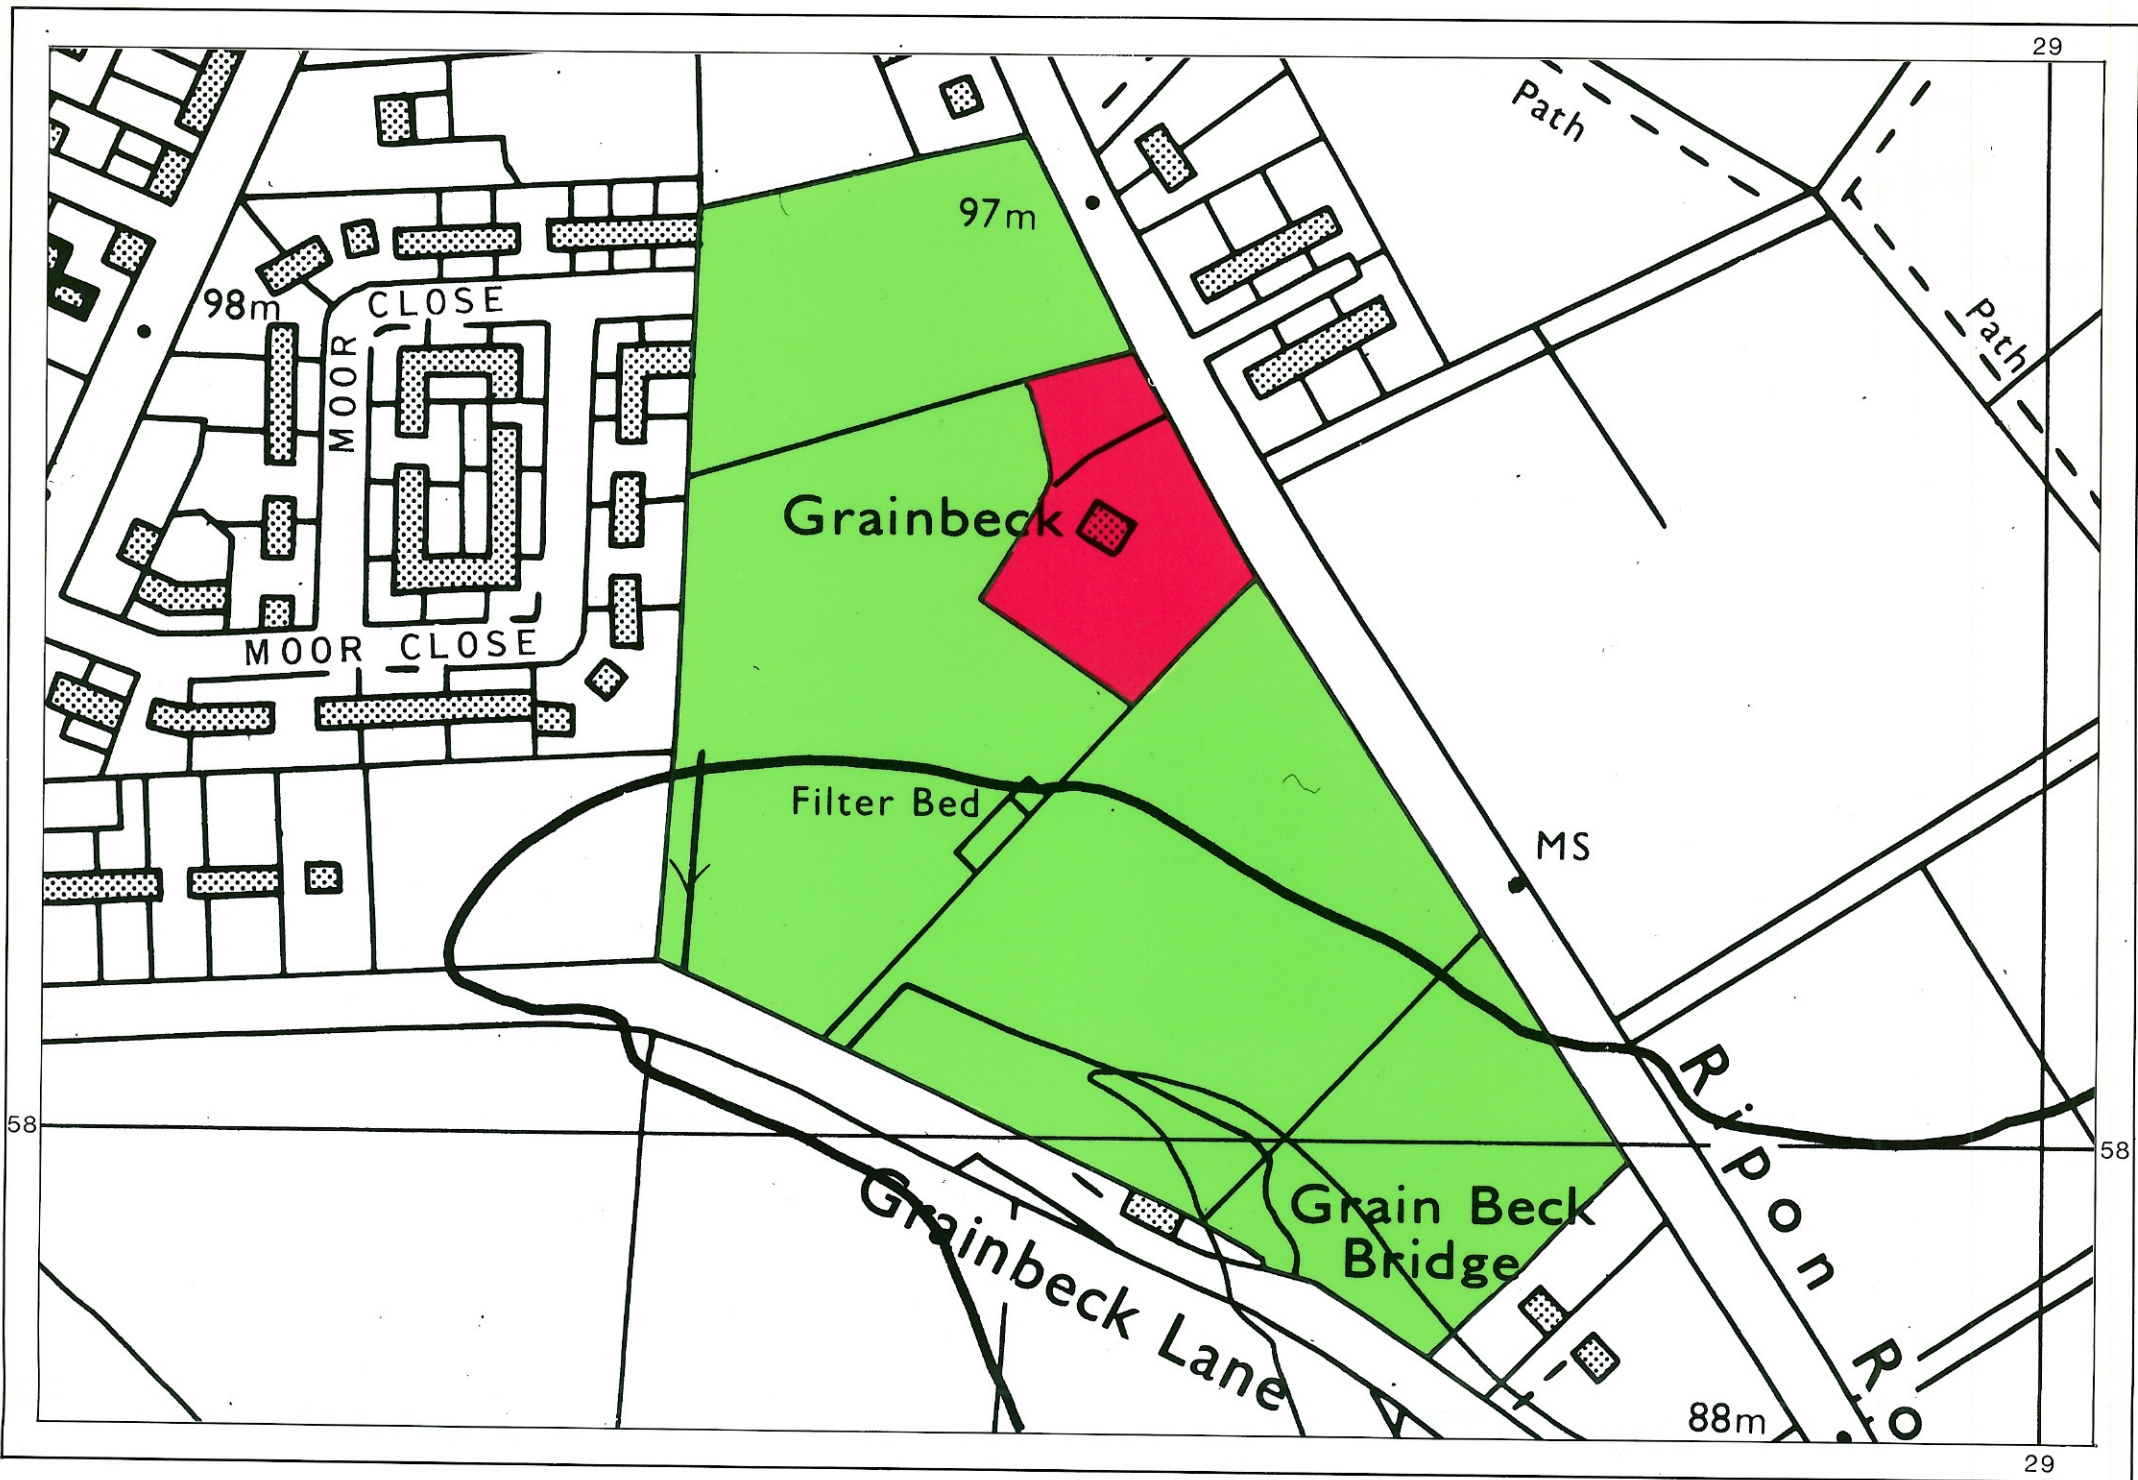 29
Path
97m
98m
CLOSE
MOOR
Path
Grainbeck
MOOR CLOSE
Filter Bed
MS
58
58
Grainbeck Lane
Grain Beck
Bridge
Ripon Ro
88m
29